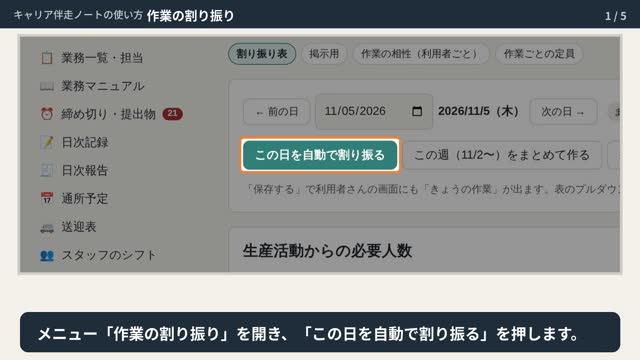 キャリア伴走ノートの使い方 作業の割り振り
1 / 5
業務一覧・担当
業務マニュアル
締め切り・提出物 21
日次記録
日次報告
通所予定
送迎表
スタッフのシフト
割り振り表 掲示用 作業の相性（利用者ごと） 作業ごとの定員
← 前の日 11/05/2026 2026/11/5（木） 次の日 →
この日を自動で割り振る この週（11/2〜）をまとめて作る
「保存する」で利用者さんの画面にも「きょうの作業」が出ます。表のプルダウ
生産活動からの必要人数
メニュー「作業の割り振り」を開き、「この日を自動で割り振る」を押します。